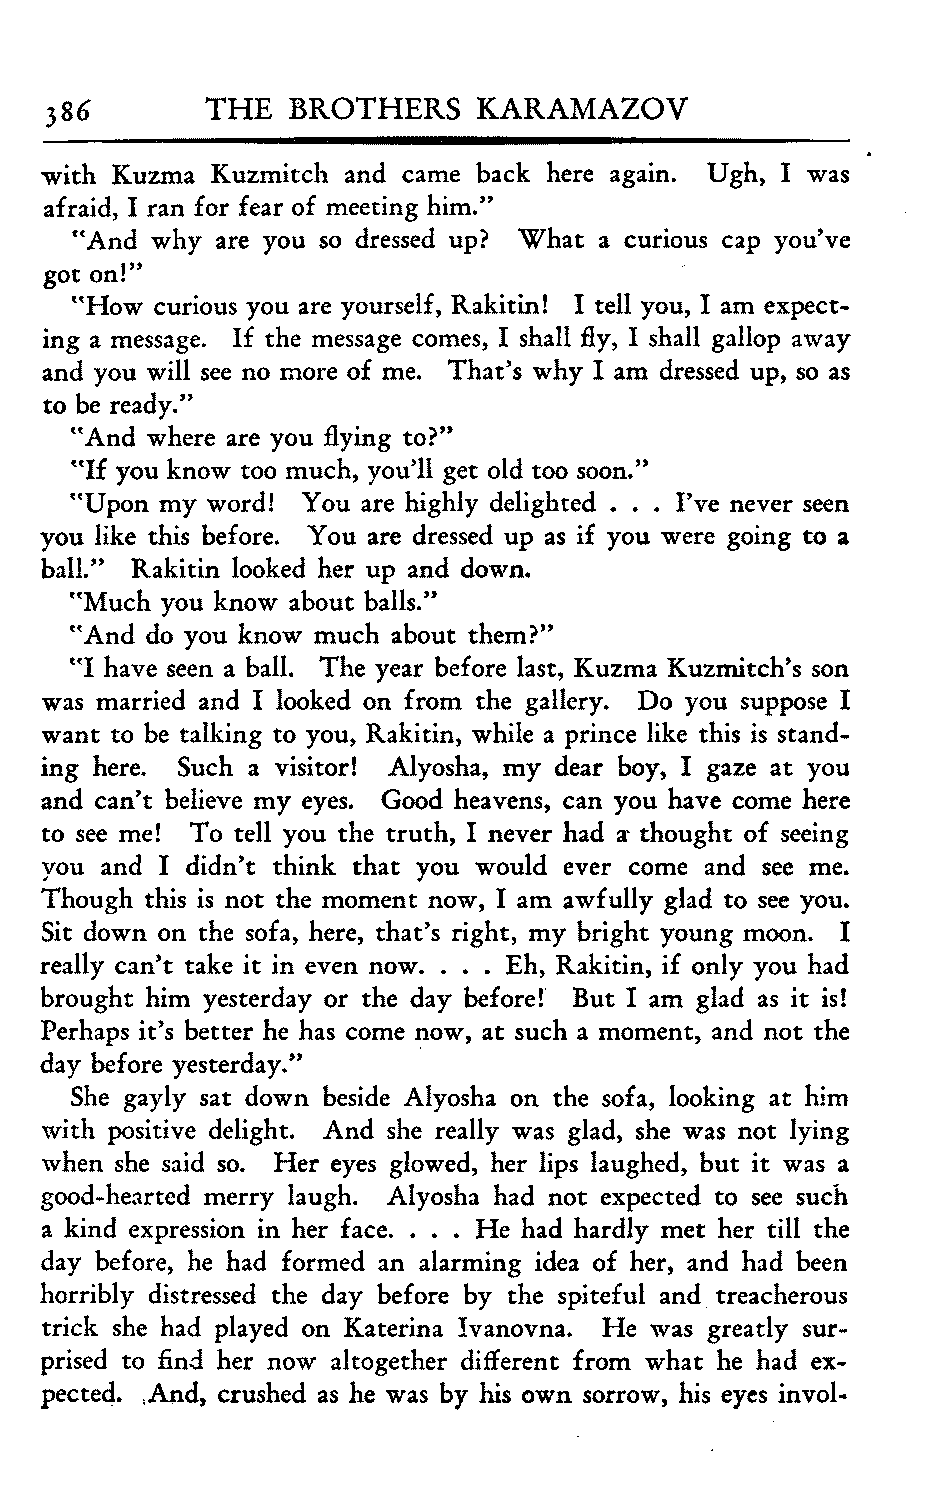 386 THE BROTHERS KARAMAZOV
with Kuzma Kuzmitch and came back here again. Ugh, I was
afraid, I ran for fear of meeting him."
"And why are you so dressed up? What a curious cap you've
got on!"
"How curious you are yourself, Rakitin! I tell you, I am expect-
ing a message. If the message comes, I shall fly, I shall gallop away
and you will see no more of me. That's why I am dressed up, so as
to be ready."
"And where are you flying to?"
"If you know too much, you'll get old too soon."
"Upon my word! You are highly delighted . . . I've never seen
you like this before. You are dressed up as if you were going to a
ball." Rakitin looked her up and down.
"Much you know about balls."
"And do you know much about them?"
"I have seen a ball. The year before last, Kuzma Kuzmitch's son
was married and I looked on from the gallery. Do you suppose I
want to be talking to you, Rakitin, while a prince like this is stand-
ing here. Such a visitor! Alyosha, my dear boy, I gaze at you
and can't believe my eyes. Good heavens, can you have come here
to see me! To tell you the truth, I never had a thought of seeing
you and I didn't think that you would ever come and see me.
Though this is not the moment now, I am awfully glad to see you.
Sit down on the sofa, here, that's right, my bright young moon. I
really can't take it in even now. . . . Eh, Rakitin, if only you had
brought him yesterday or the day before! But I am glad as it is!
Perhaps it's better he has come now, at such a moment, and not the
day before yesterday."
She gayly sat down beside Alyosha on the sofa, looking at him
with positive delight. And she really was glad, she was not lying
when she said so. Her eyes glowed, her lips laughed, but it was a
good-hearted merry laugh. Alyosha had not expected to see such
a kind expression in her face. . . . He had hardly met her till the
day before, he had formed an alarming idea of her, and had been
horribly distressed the day before by the spiteful and treacherous
trick she had played on Katerina Ivanovna. He was greatly sur-
prised to find her now altogether different from what he had ex-
pected. And, crushed as he was by his own sorrow, his eyes invol-